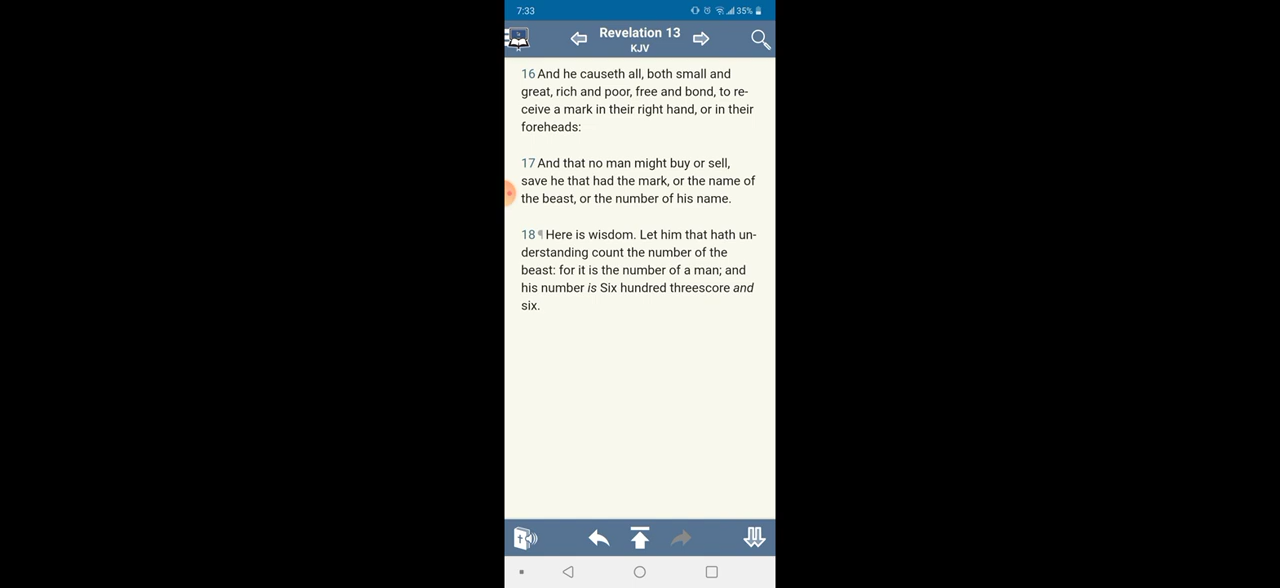 7:33
35%
Revelation 13
KJV
16 And he causeth all, both small and
great, rich and poor, free and bond, to re-
ceive a mark in their right hand, or in their
foreheads:
17 And that no man might buy or sell,
save he that had the mark, or the name of
the beast, or the number of his name.
18 ¶ Here is wisdom. Let him that hath un-
derstanding count the number of the
beast: for it is the number of a man; and
his number is Six hundred threescore and
six.